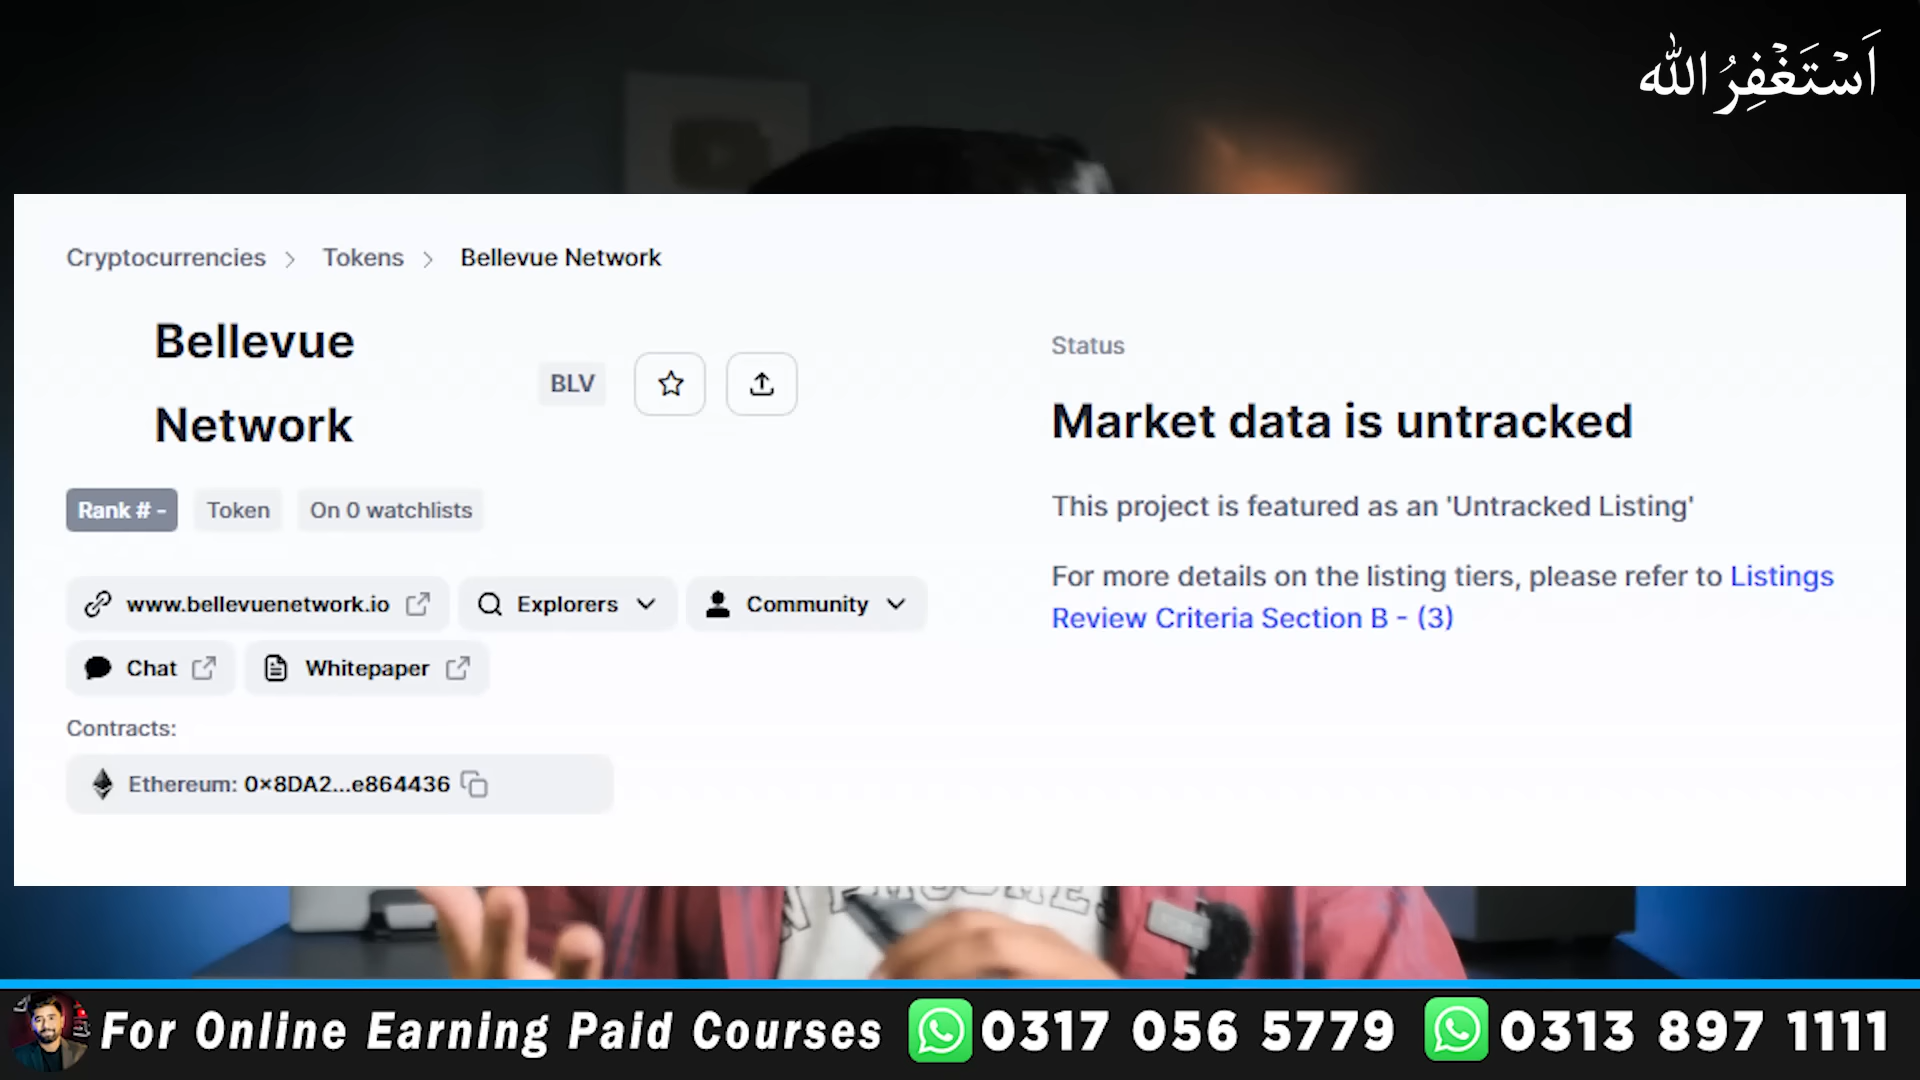 اَسْتَغْفِرُ اللّٰه
Cryptocurrencies > Tokens > Bellevue Network
Bellevue
Network
BLV
Rank # -
Token
On 0 watchlists
www.bellevuenetwork.io
Explorers
Community
Chat
Whitepaper
Contracts:
Ethereum: 0x8DA2...e864436
Status
Market data is untracked
This project is featured as an 'Untracked Listing'
For more details on the listing tiers, please refer to Listings
Review Criteria Section B - (3)
For Online Earning Paid Courses
0317 056 5779
0313 897 1111